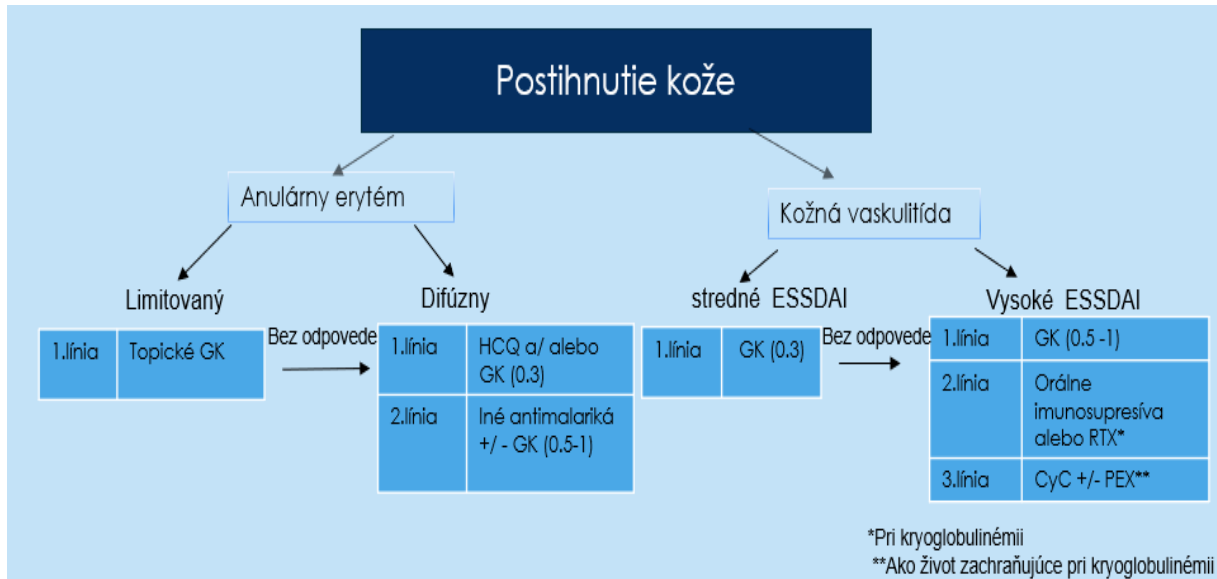 Postihnutie kože
Anulárny erytém
Kožná vaskulitída
Limitovaný
Difúzny
stredné ESSDAI
Vysoké ESSDAI
1.línia Topické GK
Bez odpovede
1.línia HCQ a/ alebo
GK (0.3)
2.línia Iné antimalariká
+/ - GK (0.5-1)
1.línia GK (0.3)
Bez odpovede
1.línia GK (0.5 -1)
2.línia Orálne
imunosupresíva
alebo RTX*
3.línia CyC +/- PEX**
*Pri kryoglobulinémii
**Ako život zachraňujúce pri kryoglobulinémii